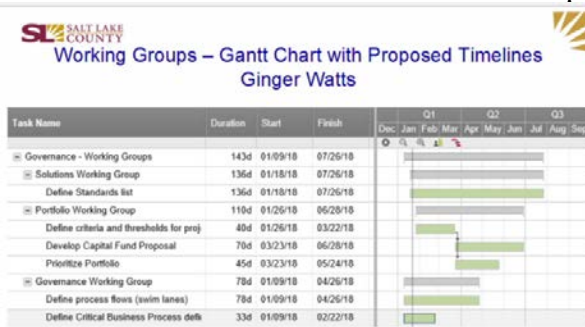 SL SALT LAKE
COUNTY
Working Groups – Gantt Chart with Proposed Timelines
Ginger Watts
Q1 Q2 Q3
Task Name Duration Start Finish
Dec Jan Feb Mar Apr May Jun Jul Aug Sep
Governance - Working Groups 143d 01/09/18 07/26/18
Solutions Working Group 136d 01/18/18 07/26/18
Define Standards list 136d 01/18/18 07/26/18
Portfolio Working Group 110d 01/26/18 06/28/18
Define criteria and thresholds for proj 40d 01/26/18 03/22/18
Develop Capital Fund Proposal 70d 03/23/18 06/28/18
Prioritize Portfolio 45d 03/23/18 05/24/18
Governance Working Group 78d 01/09/18 04/26/18
Define process flows (swim lanes) 78d 01/09/18 04/26/18
Define Critical Business Process defi 33d 01/09/18 02/22/18